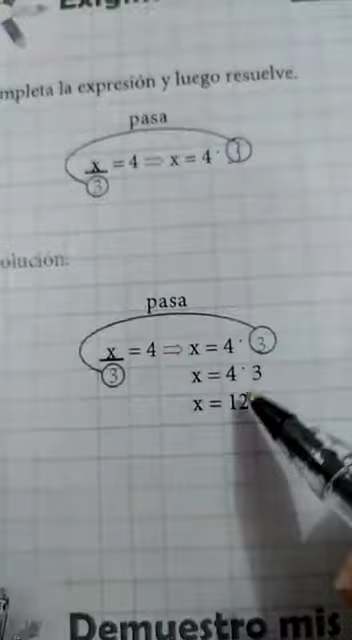 mpleta la expresión y luego resuelve.
pasa
x/3 = 4 ⇒ x = 4 ·
olución.
pasa
x/3 = 4 ⇒ x = 4 · 3
x = 4 · 3
x = 12
Demuestro mis